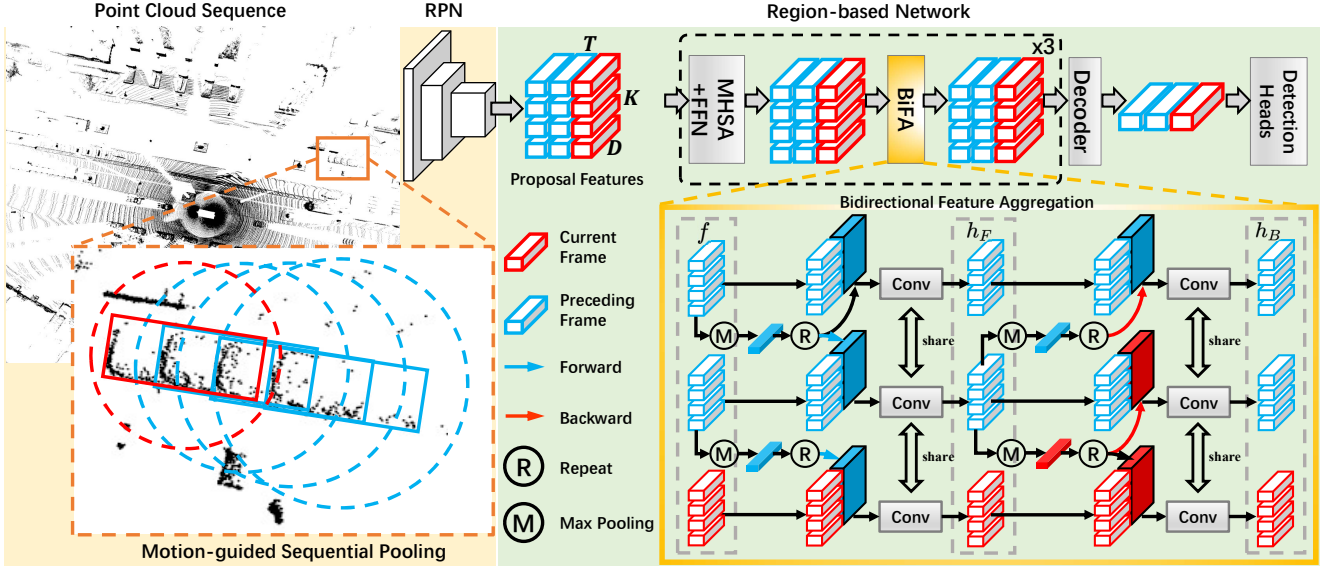 Point Cloud Sequence
RPN
Region-based Network
T
K
D
Proposal Features
MHSA
+FFN
BiFA
x3
Decoder
Detection
Heads
Bidirectional Feature Aggregation
Current
Frame
Preceding
Frame
Forward
Backward
R
Repeat
M
Max Pooling
f
h_F
h_B
Conv
Conv
M
R
share
M
R
share
Conv
Conv
M
R
share
M
R
share
Conv
Conv
Motion-guided Sequential Pooling